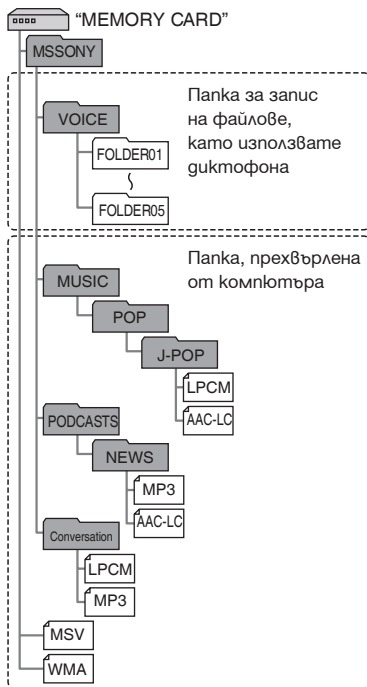 “MEMORY CARD”
MSSONY
VOICE
FOLDER01
FOLDER05
Папка за запис
на файлове,
като използвате
диктофона
Папка, прехвърлена
от компютъра
MUSIC
POP
J-POP
LPCM
AAC-LC
PODCASTS
NEWS
MP3
AAC-LC
Conversation
LPCM
MP3
MSV
WMA